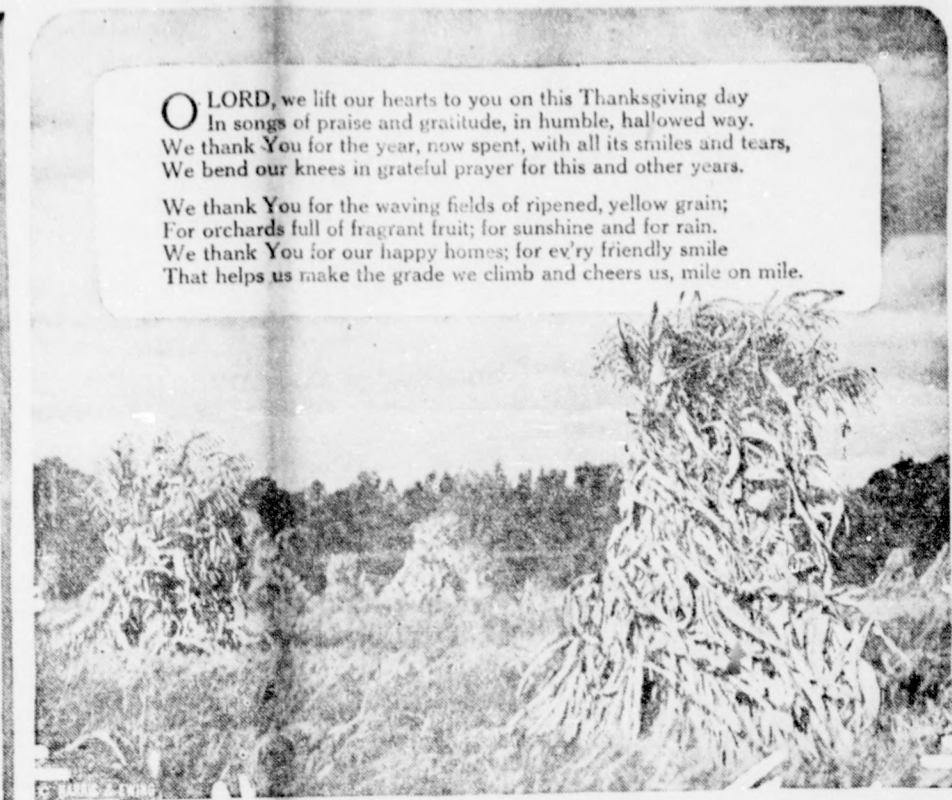 O LORD, we lift our hearts to you on this Thanksgiving day
In songs of praise and gratitude, in humble, hallowed way.
We thank You for the year, now spent, with all its smiles and tears,
We bend our knees in grateful prayer for this and other years.
We thank You for the waving fields of ripened, yellow grain;
For orchards full of fragrant fruit; for sunshine and for rain.
We thank You for our happy homes; for ev'ry friendly smile
That helps us make the grade we climb and cheers us, mile on mile.
© HARRIS & EWING